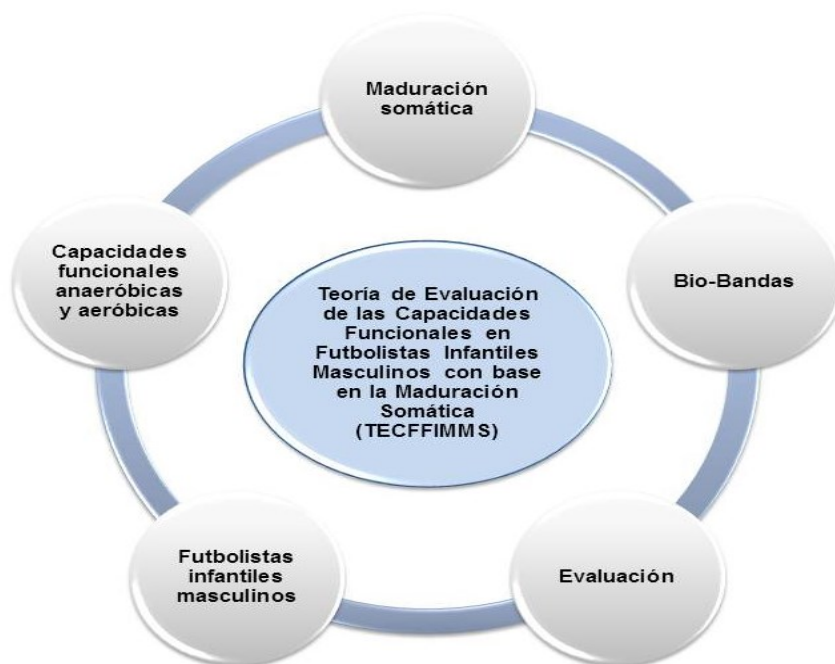 Maduración
somática
Capacidades
funcionales
anaeróbicas
y aeróbicas
Bio-Bandas
Teoría de Evaluación
de las Capacidades
Funcionales en
Futbolistas Infantiles
Masculinos con base
en la Maduración
Somática
(TECFFIMMS)
Futbolistas
infantiles
masculinos
Evaluación